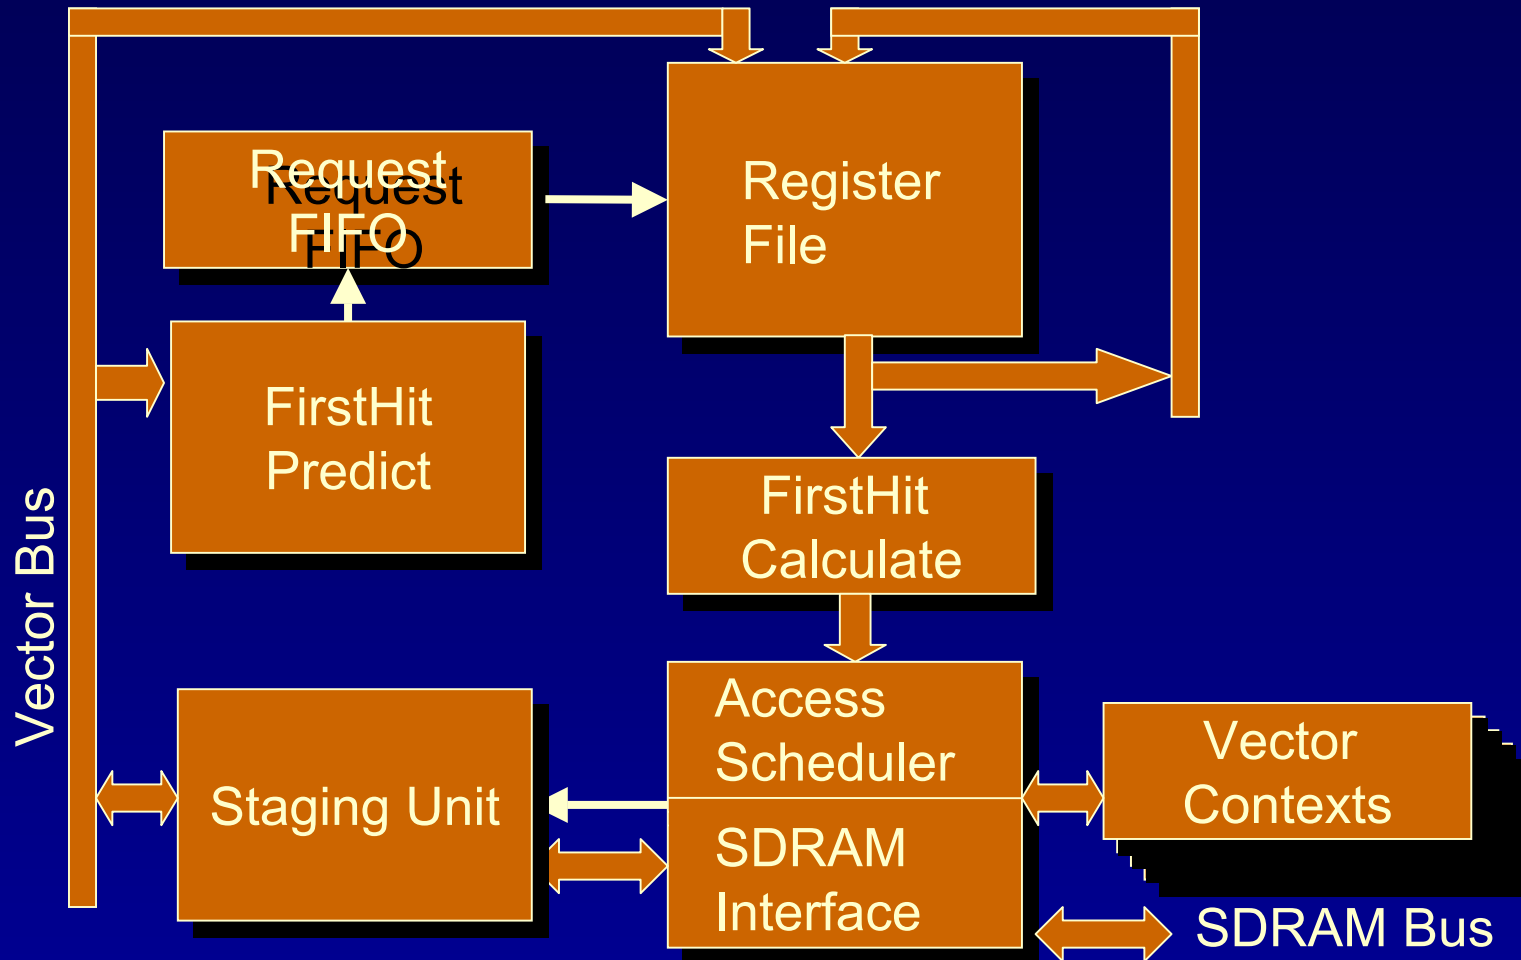 Request
FIFO
Register
File
FirstHit
Predict
FirstHit
Calculate
Vector Bus
Access
Scheduler
Vector
Contexts
Staging Unit
SDRAM
Interface
SDRAM Bus